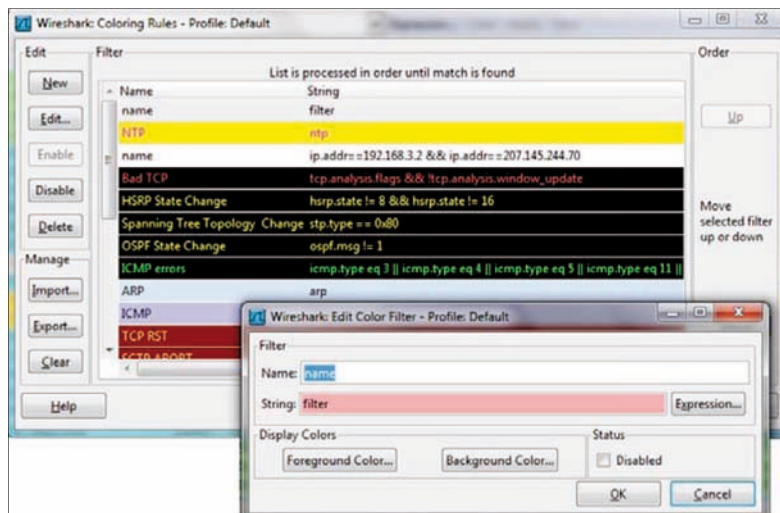 Wireshark: Coloring Rules - Profile: Default
Edit
Filter
Order
List is processed in order until match is found
New
Edit...
Enable
Disable
Delete
Manage
Import...
Export...
Clear
Help
Name String
name filter
NTP ntp
name ip.addr==192.168.3.2 && ip.addr==207.145.244.70
Bad TCP tcp.analysis.flags && !tcp.analysis.window_update
HSRP State Change hsrp.state != 8 && hsrp.state != 16
Spanning Tree Topology Change stp.type == 0x80
OSPF State Change ospf.msg != 1
ICMP errors icmp.type eq 3 || icmp.type eq 4 || icmp.type eq 5 || icmp.type eq 11 ||
ARP arp
ICMP
TCP RST
SCTP ABORT
Up
Move
selected filter
up or down
Wireshark: Edit Color Filter - Profile: Default
Filter
Name: name
String: filter
Expression...
Display Colors
Foreground Color...
Background Color...
Status
Disabled
OK
Cancel